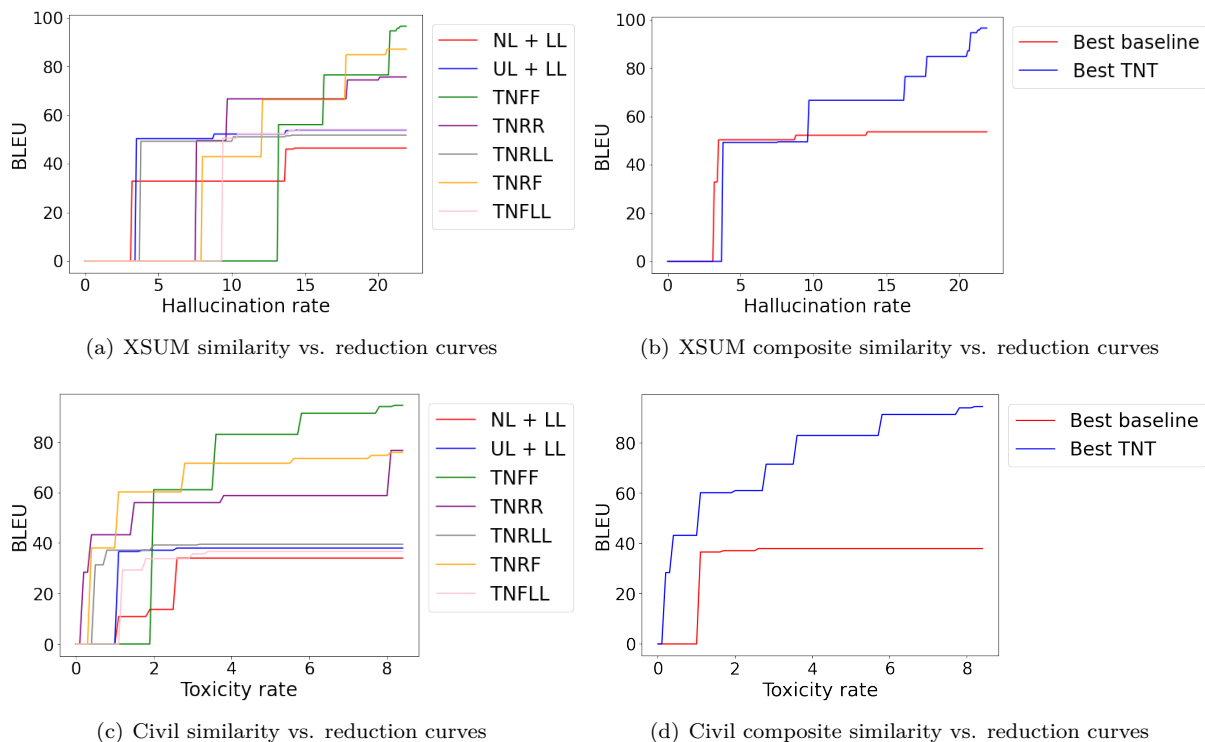 100
80
60
40
20
0
BLEU
0 5 10 15 20
Hallucination rate
NL + LL
UL + LL
TNFF
TNRR
TNRLL
TNRF
TNFLL
(a) XSUM similarity vs. reduction curves
100
80
60
40
20
0
BLEU
0 5 10 15 20
Hallucination rate
Best baseline
Best TNT
(b) XSUM composite similarity vs. reduction curves
80
60
40
20
0
BLEU
0 2 4 6 8
Toxicity rate
NL + LL
UL + LL
TNFF
TNRR
TNRLL
TNRF
TNFLL
(c) Civil similarity vs. reduction curves
80
60
40
20
0
BLEU
0 2 4 6 8
Toxicity rate
Best baseline
Best TNT
(d) Civil composite similarity vs. reduction curves